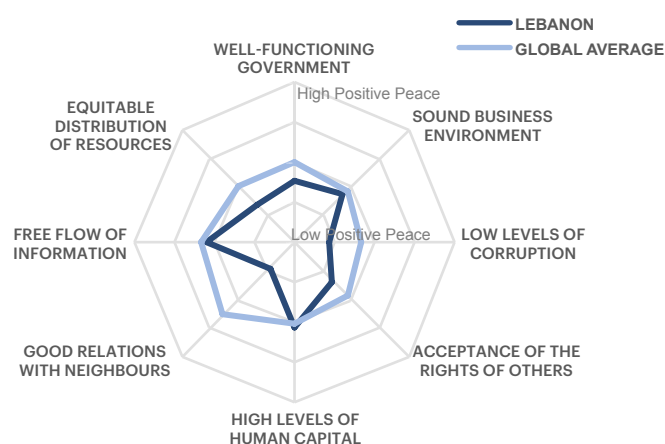 LEBANON
GLOBAL AVERAGE
WELL-FUNCTIONING
GOVERNMENT
High Positive Peace
SOUND BUSINESS
ENVIRONMENT
EQUITABLE
DISTRIBUTION
OF RESOURCES
FREE FLOW OF
INFORMATION
Low Positive Peace
LOW LEVELS OF
CORRUPTION
GOOD RELATIONS
WITH NEIGHBOURS
ACCEPTANCE OF THE
RIGHTS OF OTHERS
HIGH LEVELS OF
HUMAN CAPITAL